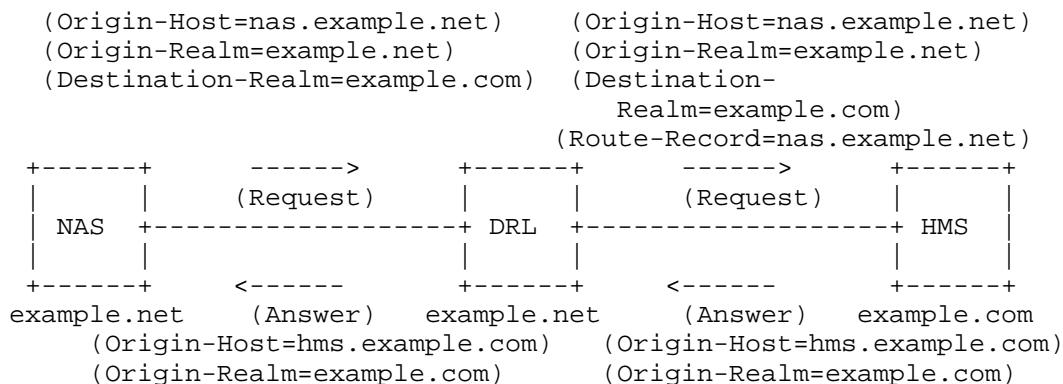 (Origin-Host=nas.example.net)    (Origin-Host=nas.example.net)
(Origin-Realm=example.net)       (Origin-Realm=example.net)
(Destination-Realm=example.com)  (Destination-
Realm=example.com)
(Route-Record=nas.example.net)
+------+      ------>      +------+      ------>      +------+
|      |     (Request)     |      |     (Request)     |      |
| NAS  +-------------------+ DRL  +-------------------+ HMS  |
|      |                   |      |                   |      |
+------+     <------       +------+     <------       +------+
example.net    (Answer)   example.net     (Answer)   example.com
(Origin-Host=hms.example.com)   (Origin-Host=hms.example.com)
(Origin-Realm=example.com)      (Origin-Realm=example.com)